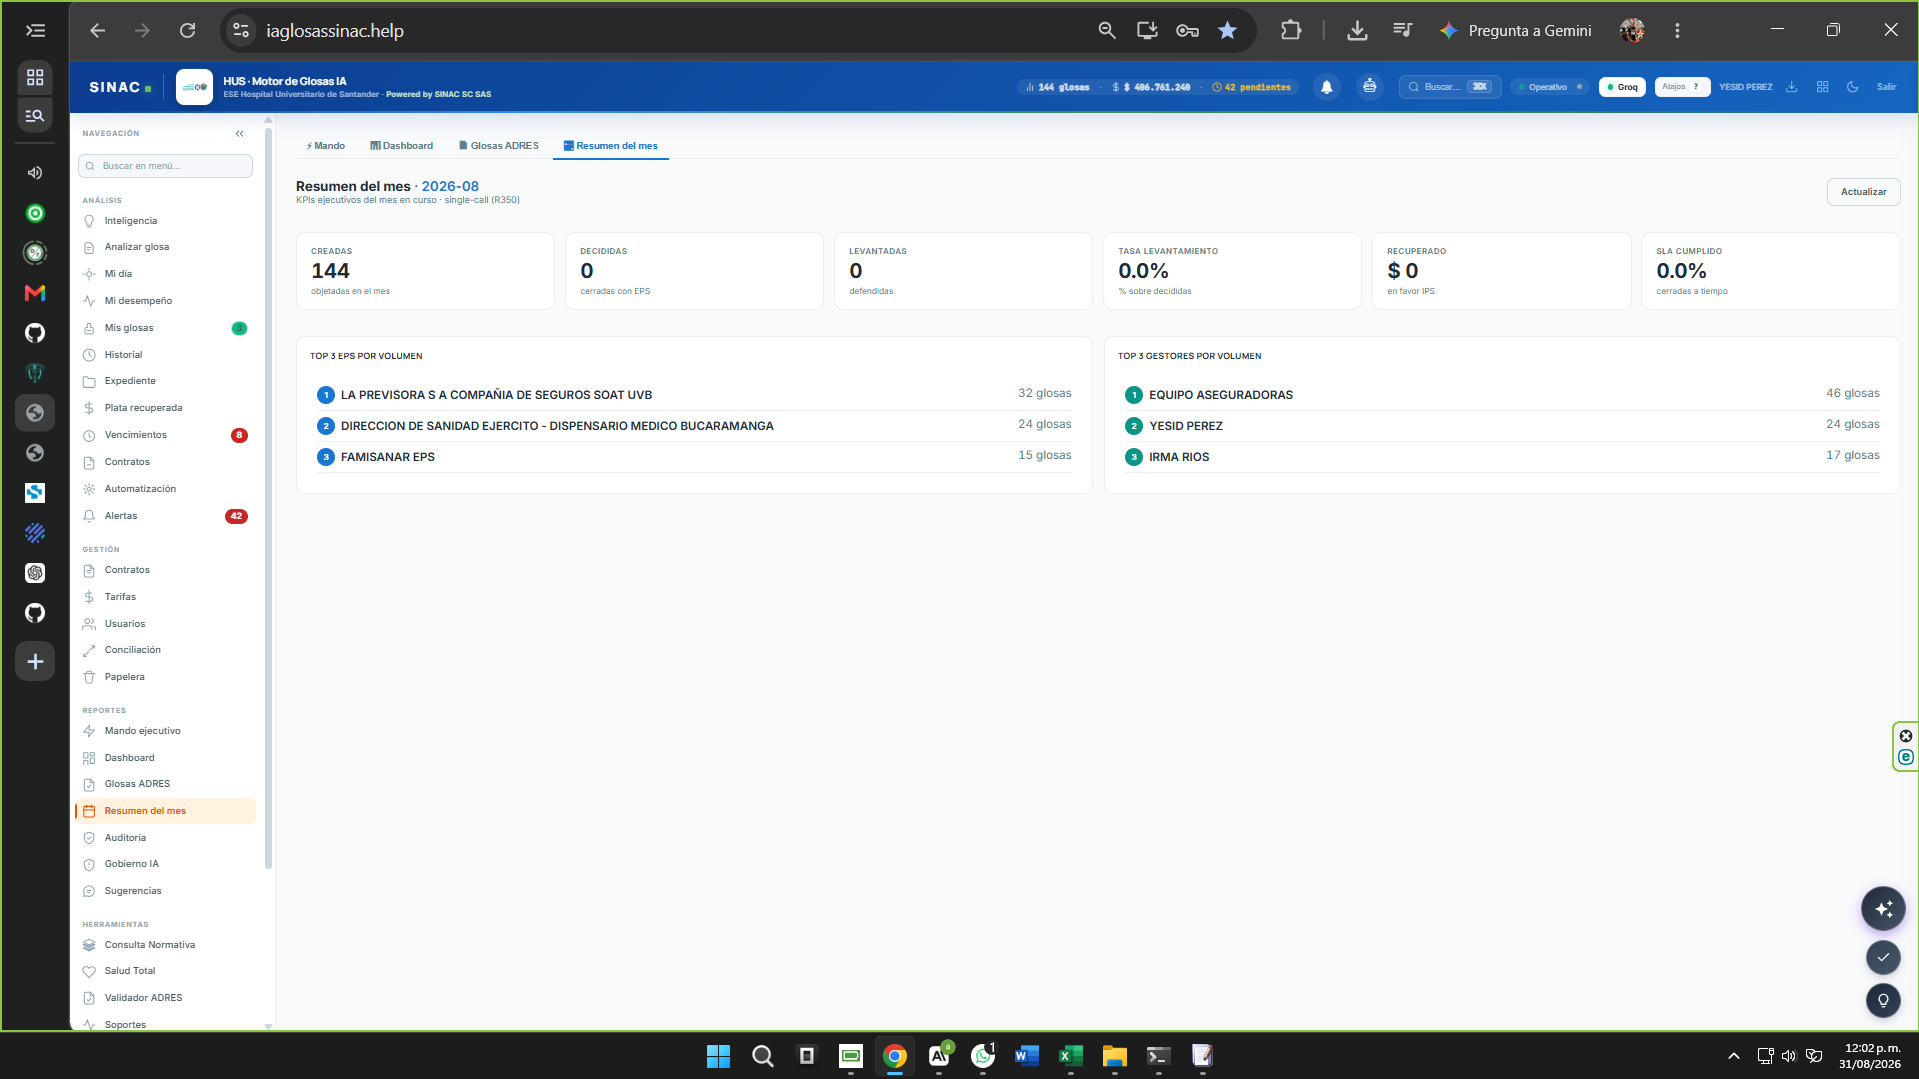 iaglosassinac.help
Pregunta a Gemini
SINAC
HUS · Motor de Glosas IA
ESE Hospital Universitario de Santander · Powered by SINAC SC SAS
144 glosas · $ $ 406.761.240 · 42 pendientes
Buscar... ⌘K
Operativo
Groq
Atajos ?
YESID PEREZ
Salir
NAVEGACIÓN
Buscar en menú...
ANÁLISIS
Inteligencia
Analizar glosa
Mi día
Mi desempeño
Mis glosas 3
Historial
Expediente
Plata recuperada
Vencimientos 8
Contratos
Automatización
Alertas 42
GESTIÓN
Contratos
Tarifas
Usuarios
Conciliación
Papelera
REPORTES
Mando ejecutivo
Dashboard
Glosas ADRES
Resumen del mes
Auditoría
Gobierno IA
Sugerencias
HERRAMIENTAS
Consulta Normativa
Salud Total
Validador ADRES
Soportes
Mando
Dashboard
Glosas ADRES
Resumen del mes
Resumen del mes · 2026-08
KPIs ejecutivos del mes en curso · single-call (R350)
Actualizar
CREADAS
144
objetadas en el mes
DECIDIDAS
0
cerradas con EPS
LEVANTADAS
0
defendidas
TASA LEVANTAMIENTO
0.0%
% sobre decididas
RECUPERADO
$ 0
en favor IPS
SLA CUMPLIDO
0.0%
cerradas a tiempo
TOP 3 EPS POR VOLUMEN
1 LA PREVISORA S A COMPAÑIA DE SEGUROS SOAT UVB 32 glosas
2 DIRECCION DE SANIDAD EJERCITO - DISPENSARIO MEDICO BUCARAMANGA 24 glosas
3 FAMISANAR EPS 15 glosas
TOP 3 GESTORES POR VOLUMEN
1 EQUIPO ASEGURADORAS 46 glosas
2 YESID PEREZ 24 glosas
3 IRMA RIOS 17 glosas
12:02 p. m.
31/08/2026